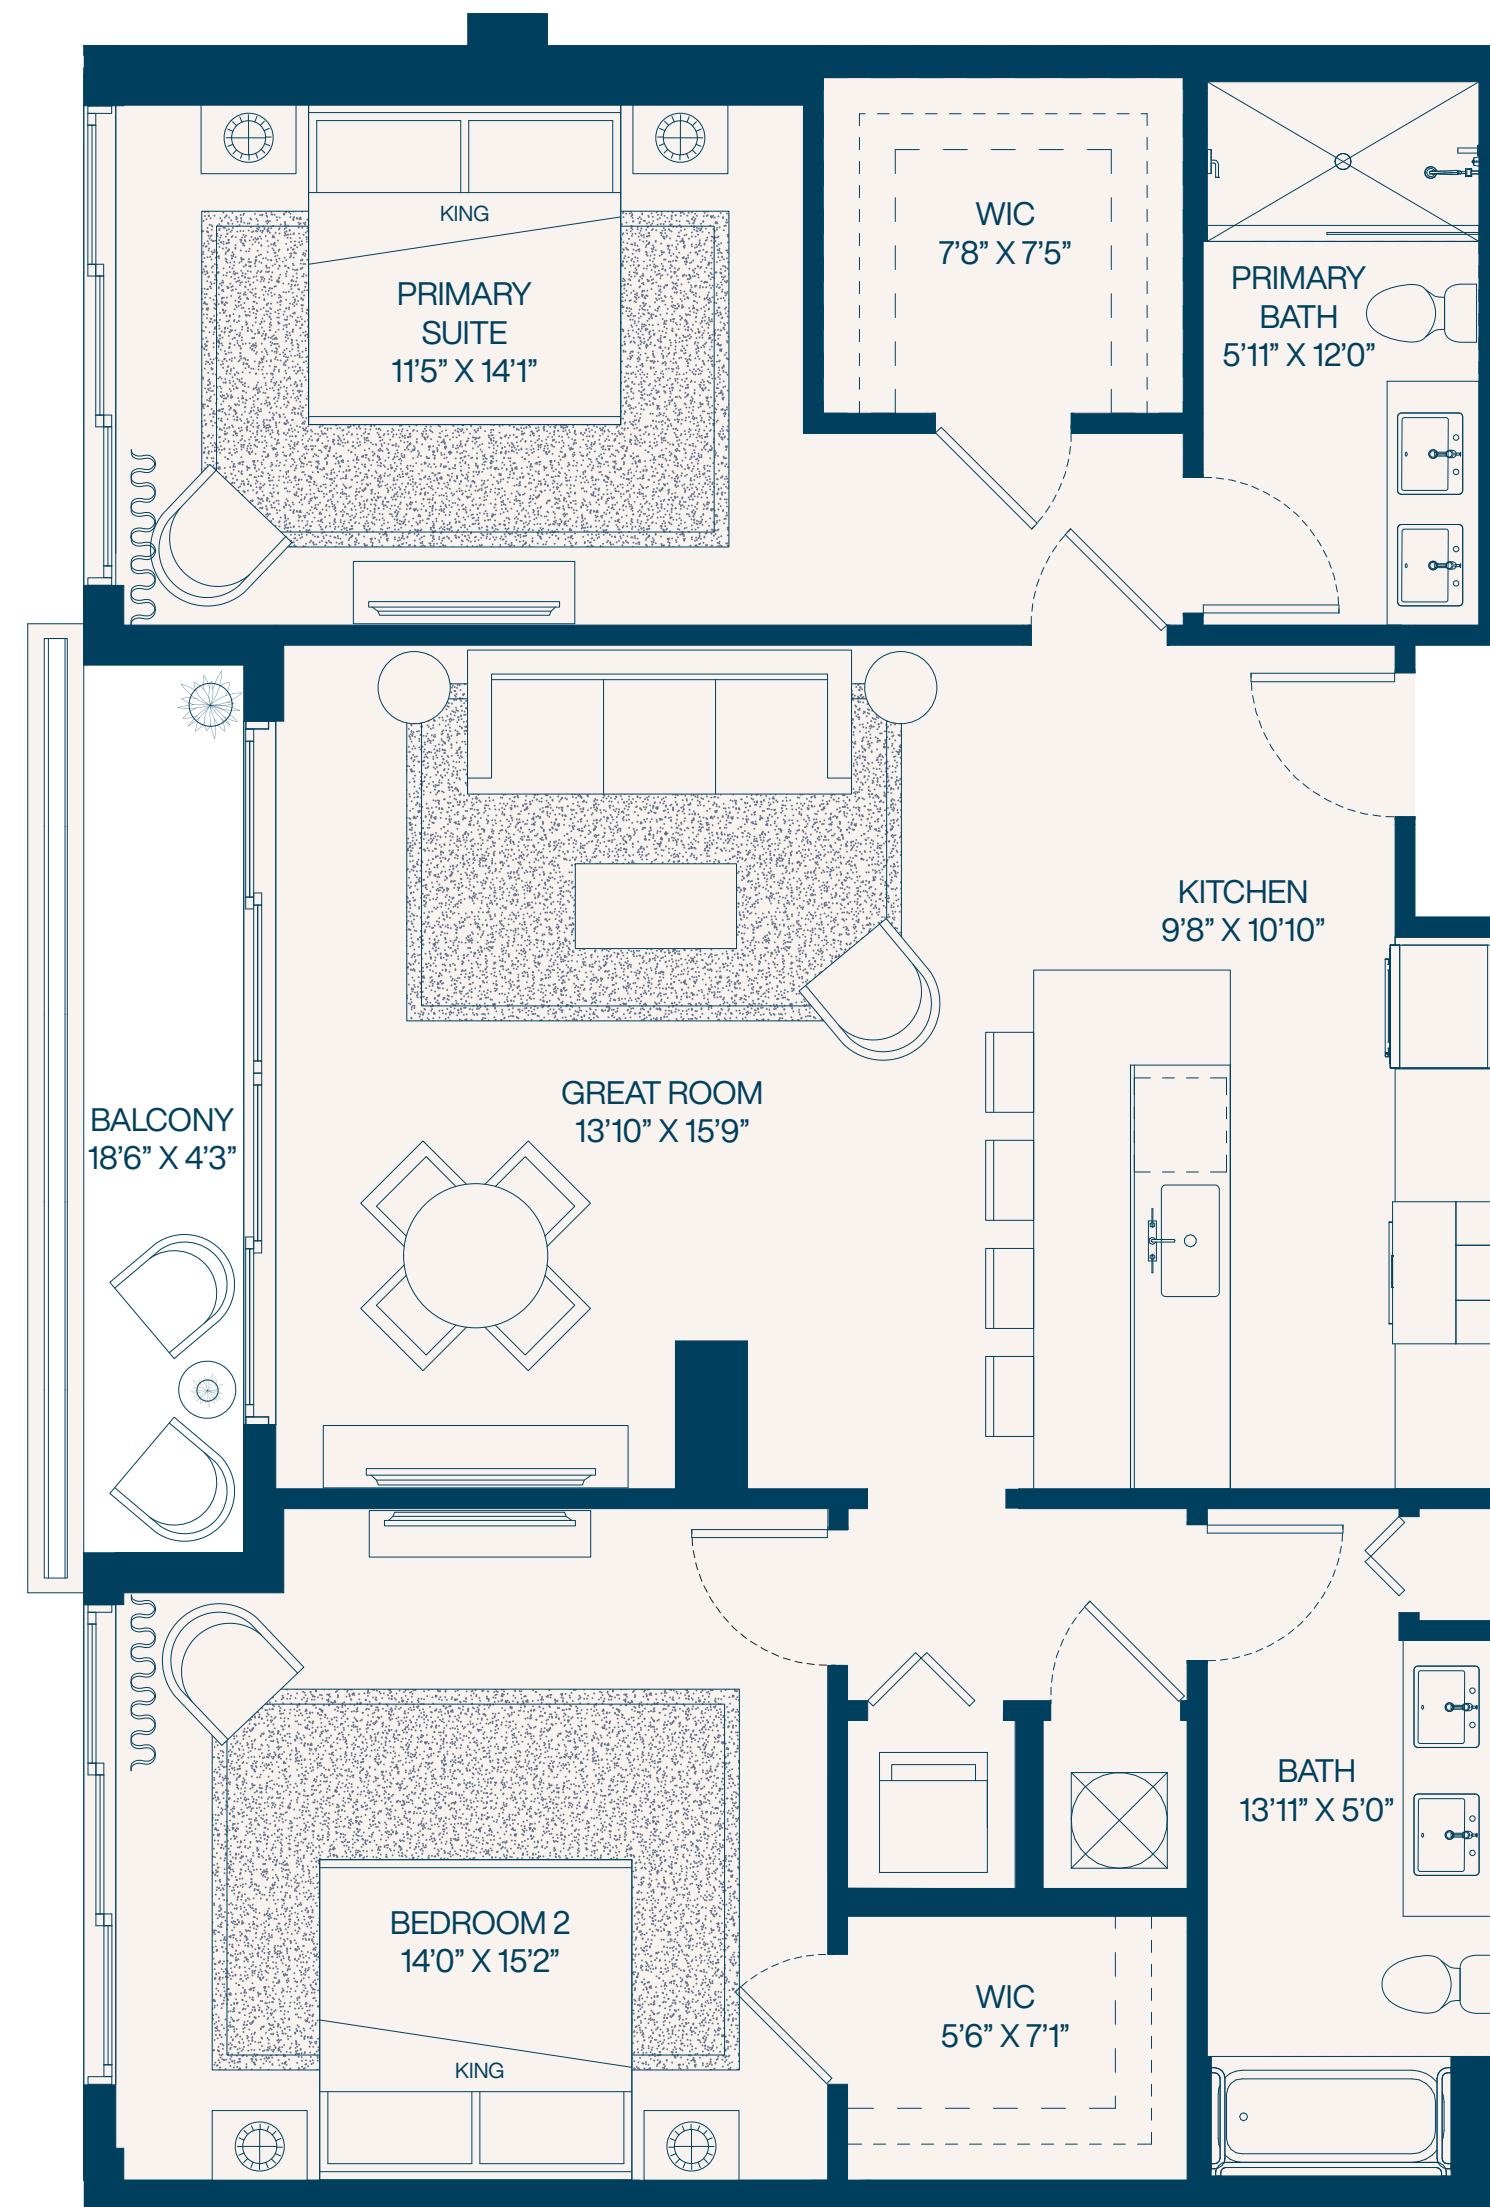 KING
PRIMARY
SUITE
11'5” X 14'1”
WIC
7'8” X 7'5”
PRIMARY
BATH
5'11” X 12'0”
KITCHEN
9'8” X 10'10”
GREAT ROOM
13'10” X 15'9”
BALCONY
18'6” X 4'3”
BATH
13'11” X 5'0”
BEDROOM 2
14'0” X 15'2”
WIC
5'6” X 7'1”
KING